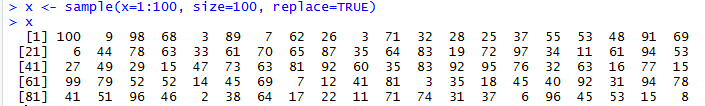 > x <- sample(x=1:100, size=100, replace=TRUE)
> x
[1] 100 9 98 68 3 89 7 62 26 3 71 32 28 25 37 55 53 48 91 69
[21] 6 44 78 63 33 61 70 65 87 35 64 83 19 72 97 34 11 61 94 53
[41] 27 49 29 15 47 73 63 81 92 60 35 83 92 95 76 32 63 16 77 15
[61] 99 79 52 52 14 45 69 7 12 41 81 3 35 18 45 40 92 31 94 78
[81] 41 51 96 46 2 38 64 17 22 11 71 74 31 37 6 96 45 53 15 8